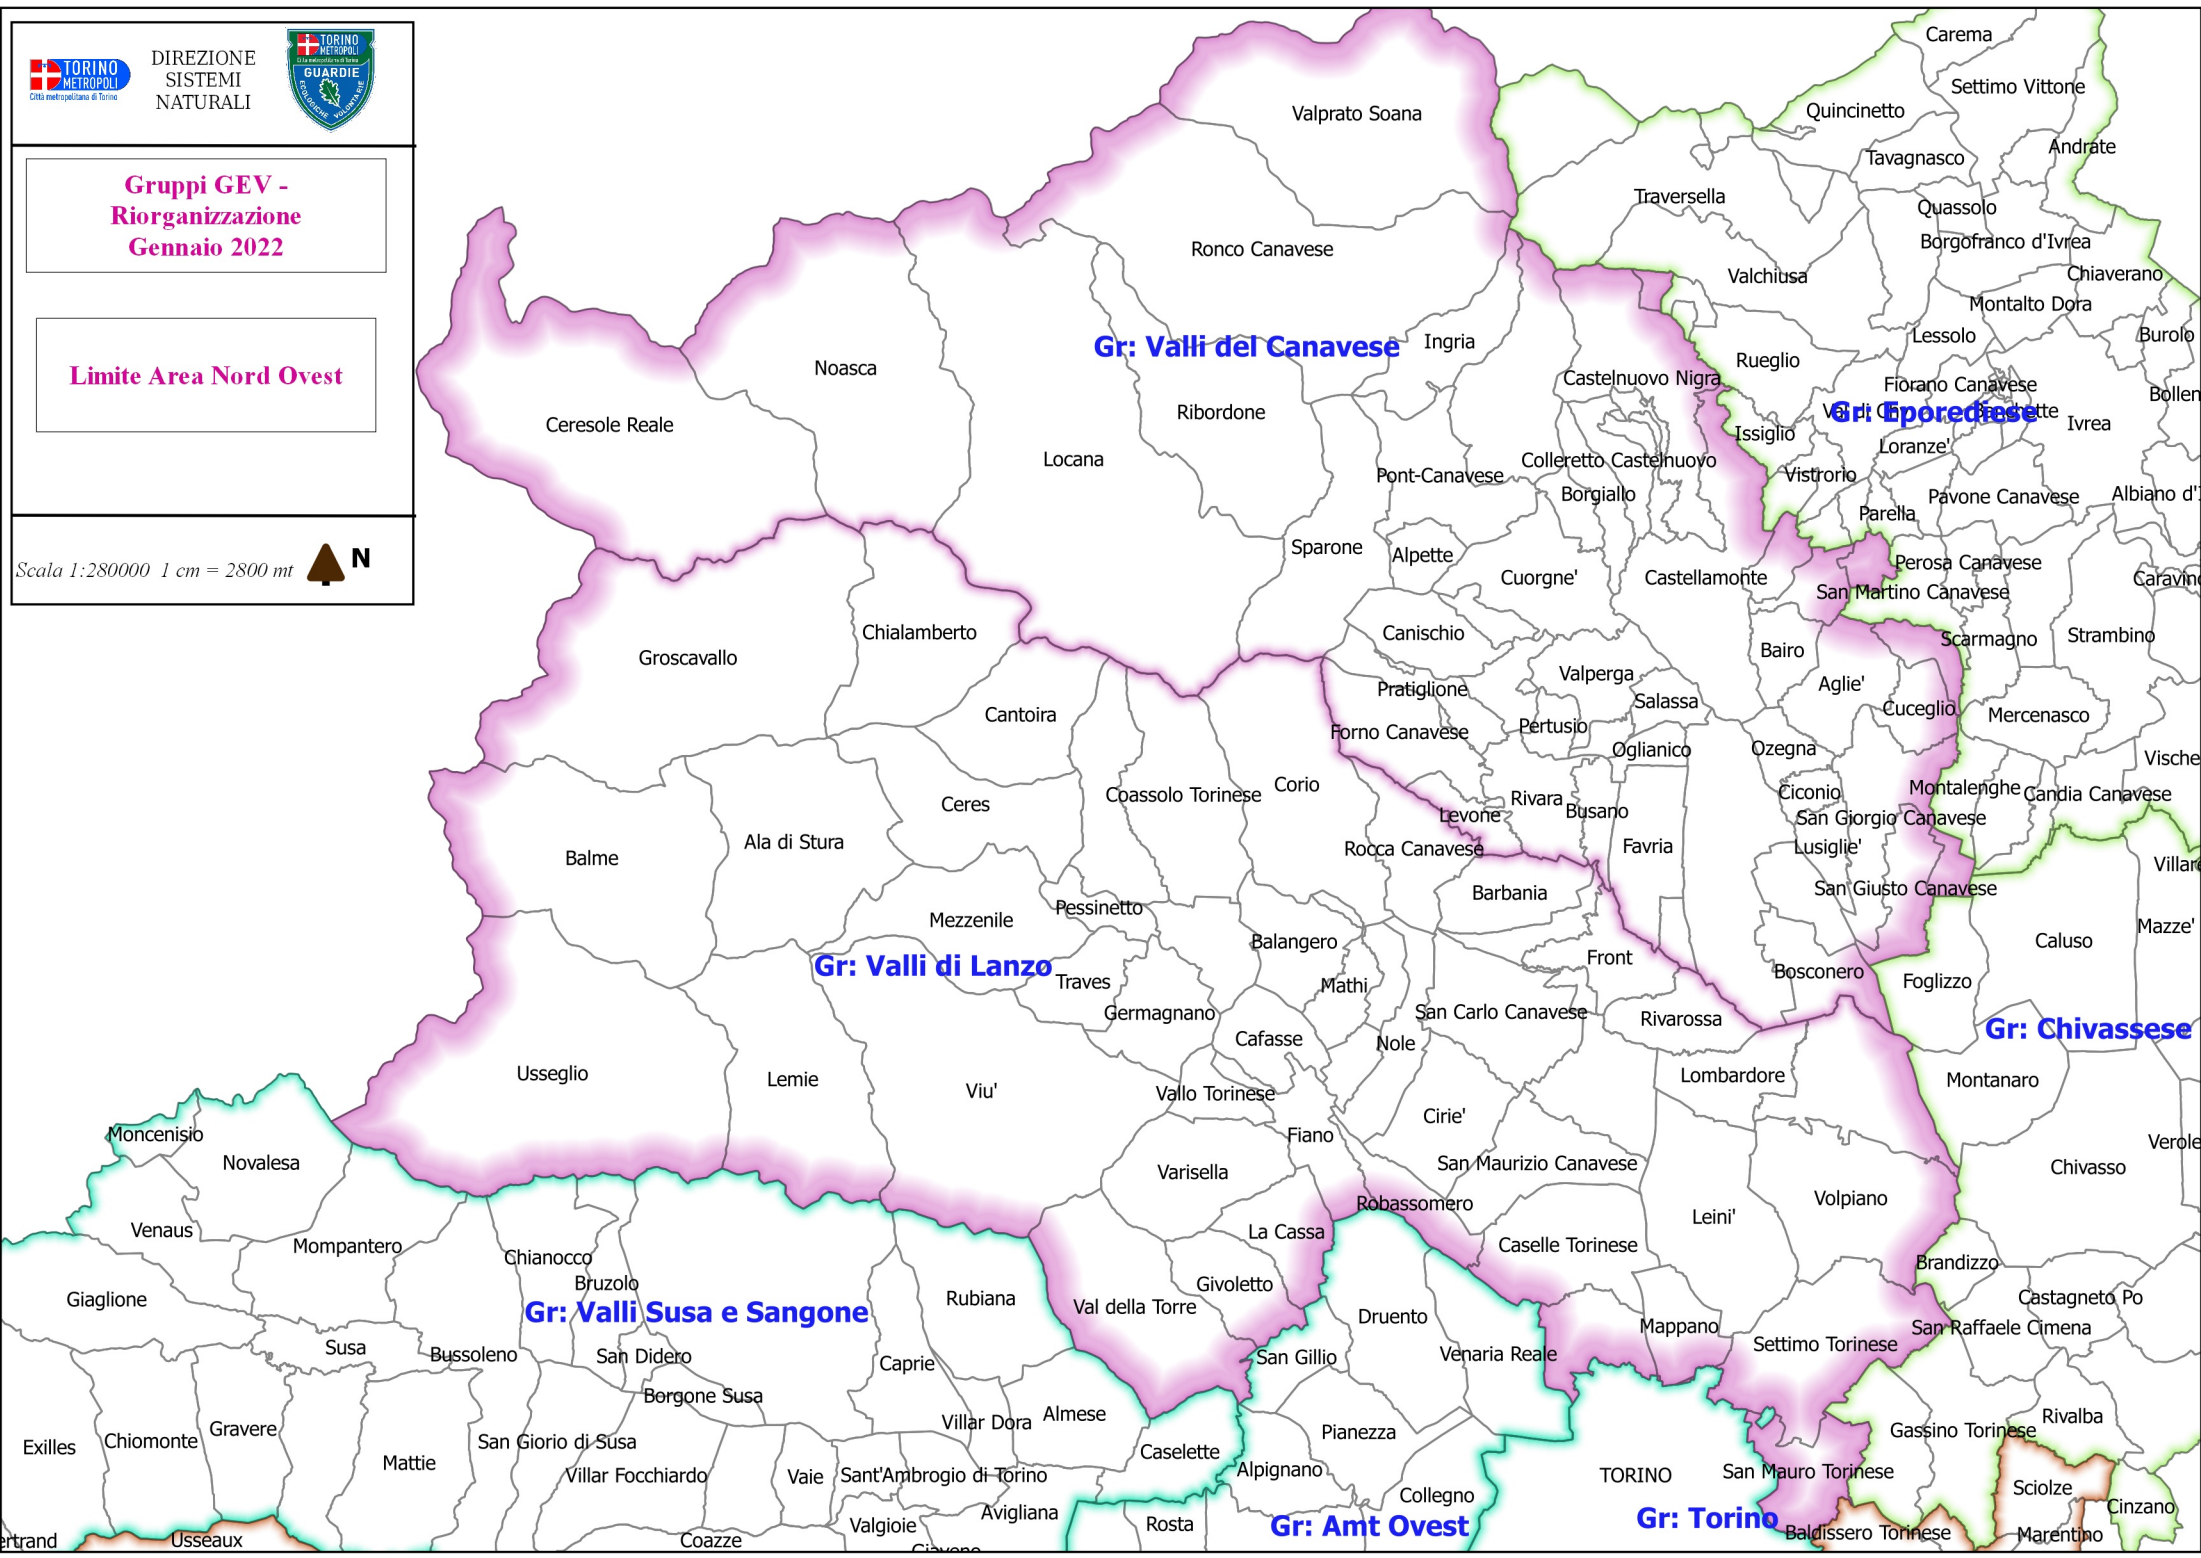 TORINO
METROPOLI
Città metropolitana di Torino
DIREZIONE
SISTEMI
NATURALI
TORINO
METROPOLI
GUARDIE
ECOLOGICHE VOLONTARIE
Gruppi GEV -
Riorganizzazione
Gennaio 2022
Limite Area Nord Ovest
Scala 1:280000 1 cm = 2800 mt
N
Carema
Settimo Vittone
Valprato Soana
Quincinetto
Andrate
Tavagnasco
Traversella
Quassolo
Borgofranco d'Ivrea
Ronco Canavese
Valchiusa
Chiaverano
Montalto Dora
Lessolo
Burolo
Ingria
Gr: Valli del Canavese
Rueglio
Noasca
Castelnuovo Nigra
Fiorano Canavese
Bollen
Ribordone
Gr: Eporediese
Ceresole Reale
Ivrea
Issiglio
Loranze'
Locana
Colleretto Castelnuovo
Pont-Canavese
Vistrorio
Borgiallo
Pavone Canavese
Albiano d'I
Parella
Sparone
Alpette
Perosa Canavese
Cuorgne'
Castellamonte
Caravino
San Martino Canavese
Chialamberto
Canischio
Scarmagno
Strambino
Bairo
Groscavallo
Valperga
Aglie'
Pratiglione
Salassa
Cuceglio
Cantoira
Mercenasco
Pertusio
Forno Canavese
Oglianico
Ozegna
Vische
Corio
Montalenghe
Ciconio
Candia Canavese
Coassolo Torinese
Rivara
Ceres
Busano
Levone
San Giorgio Canavese
Ala di Stura
Favria
Lusiglie'
Rocca Canavese
Balme
Villare
San Giusto Canavese
Barbania
Pessinetto
Mezzenile
Mazze'
Balangero
Caluso
Front
Gr: Valli di Lanzo
Bosconero
Traves
Mathi
Foglizzo
Germagnano
San Carlo Canavese
Rivarossa
Gr: Chivassese
Cafasse
Nole
Usseglio
Lombardore
Lemie
Montanaro
Viu'
Vallo Torinese
Cirie'
Moncenisio
Fiano
Verole
Novalesa
San Maurizio Canavese
Chivasso
Varisella
Volpiano
Robassomero
Leini'
Venaus
La Cassa
Mompantero
Caselle Torinese
Chianocco
Brandizzo
Bruzolo
Givoletto
Rubiana
Castagneto Po
Giaglione
Val della Torre
Gr: Valli Susa e Sangone
Druento
Mappano
San Raffaele Cimena
Susa
Settimo Torinese
Bussoleno
San Didero
San Gillio
Venaria Reale
Caprie
Borgone Susa
Almese
Rivalba
Villar Dora
Gravere
Gassino Torinese
Pianezza
Chiomonte
San Giorio di Susa
Exilles
Caselette
Mattie
Alpignano
San Mauro Torinese
Villar Focchiardo
Vaie
Sant'Ambrogio di Torino
TORINO
Sciolze
Collegno
Cinzano
Avigliana
Gr: Torino
Rosta
Valgioie
Gr: Amt Ovest
Baldissero Torinese
Marentino
ertrand
Usseaux
Coazze
Giaveno